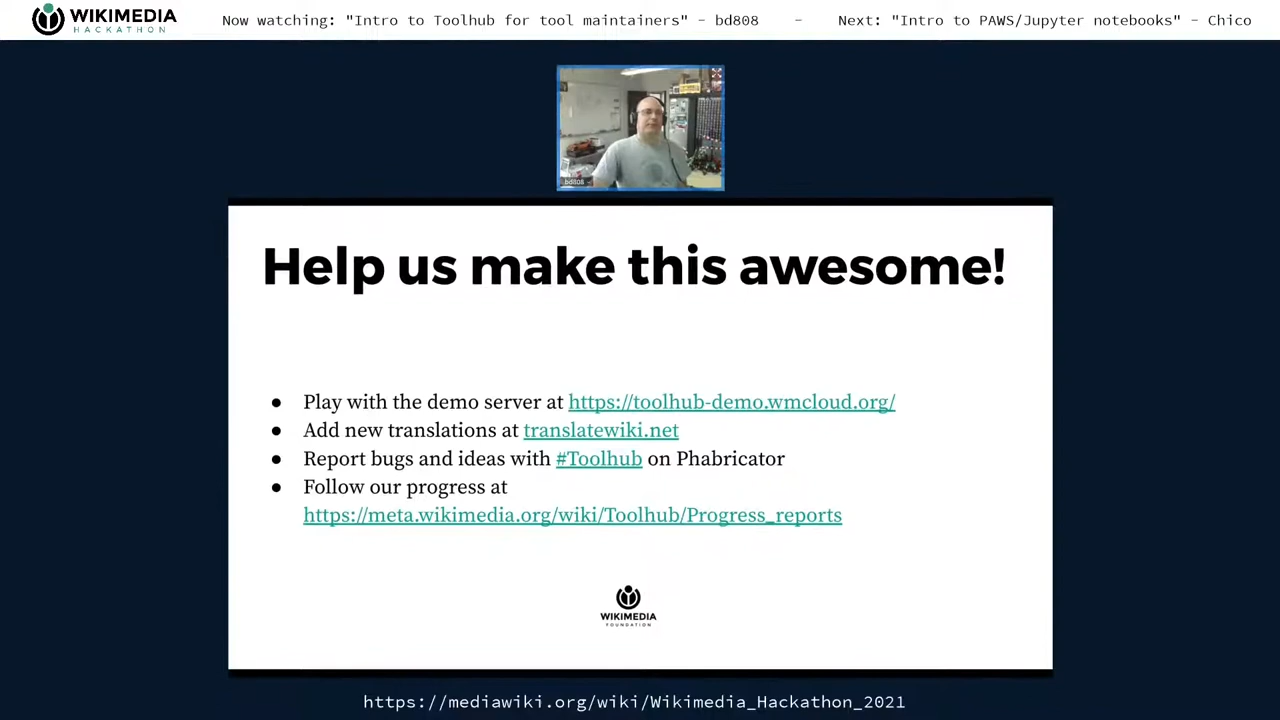 WIKIMEDIA
HACKATHON
Now watching: "Intro to Toolhub for tool maintainers" - bd808 - Next: "Intro to PAWS/Jupyter notebooks" - Chico
bd808
Help us make this awesome!
● Play with the demo server at https://toolhub-demo.wmcloud.org/
● Add new translations at translatewiki.net
● Report bugs and ideas with #Toolhub on Phabricator
● Follow our progress at
https://meta.wikimedia.org/wiki/Toolhub/Progress_reports
WIKIMEDIA
FOUNDATION
https://mediawiki.org/wiki/Wikimedia_Hackathon_2021